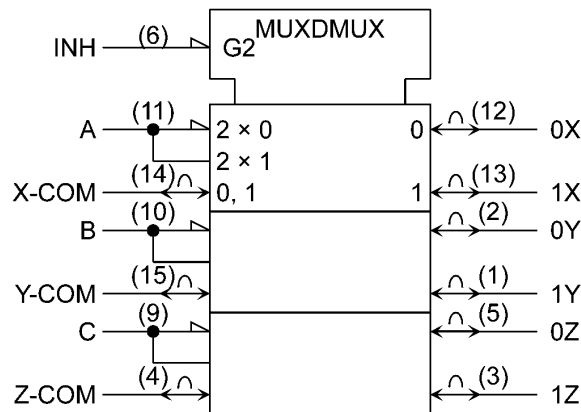 MUXDMUX
INH (6) G2
A (11) 2 × 0 0 (12) 0X
2 × 1
X-COM (14) ∩ 0, 1 1 ∩ (13) 1X
B (10) ∩ (2) 0Y
Y-COM (15) ∩ ∩ (1) 1Y
C (9) ∩ (5) 0Z
Z-COM (4) ∩ ∩ (3) 1Z